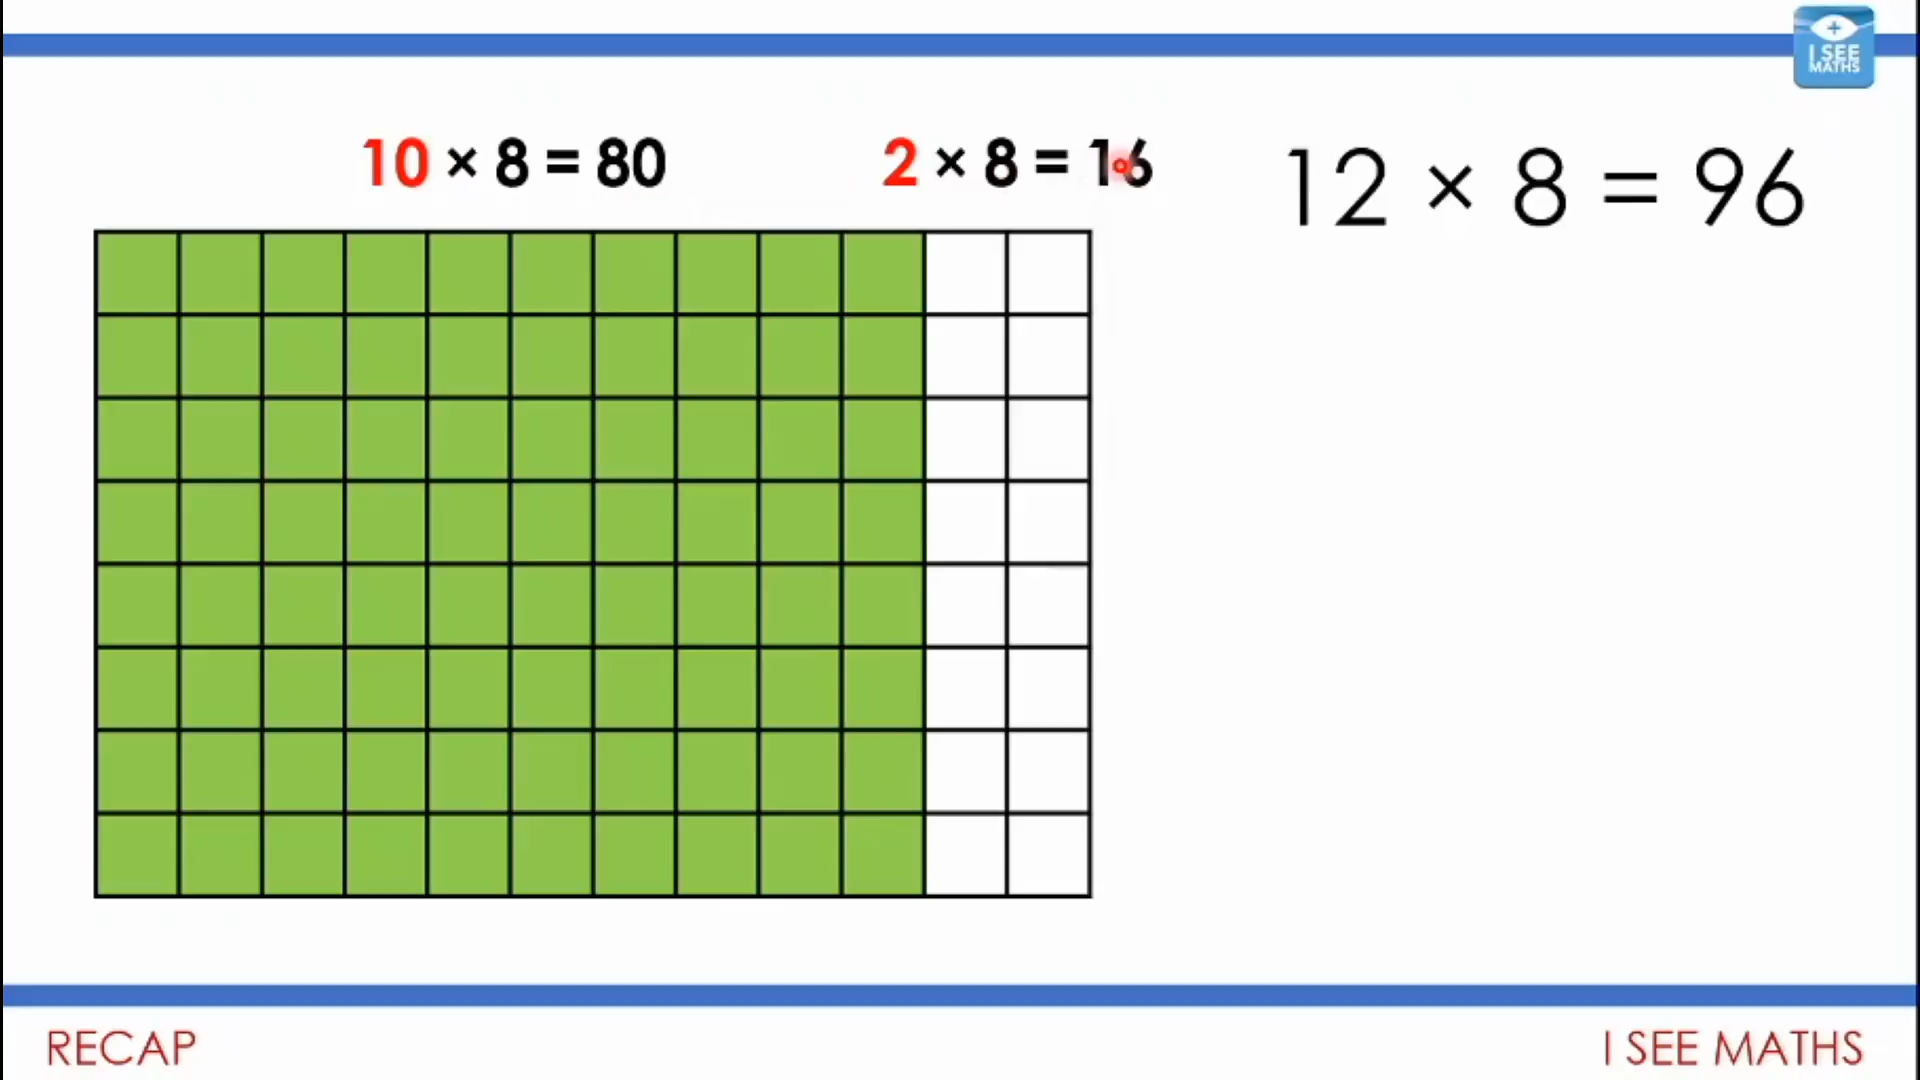 I SEE
MATHS
10 × 8 = 80
2 × 8 = 16
12 × 8 = 96
RECAP
I SEE MATHS